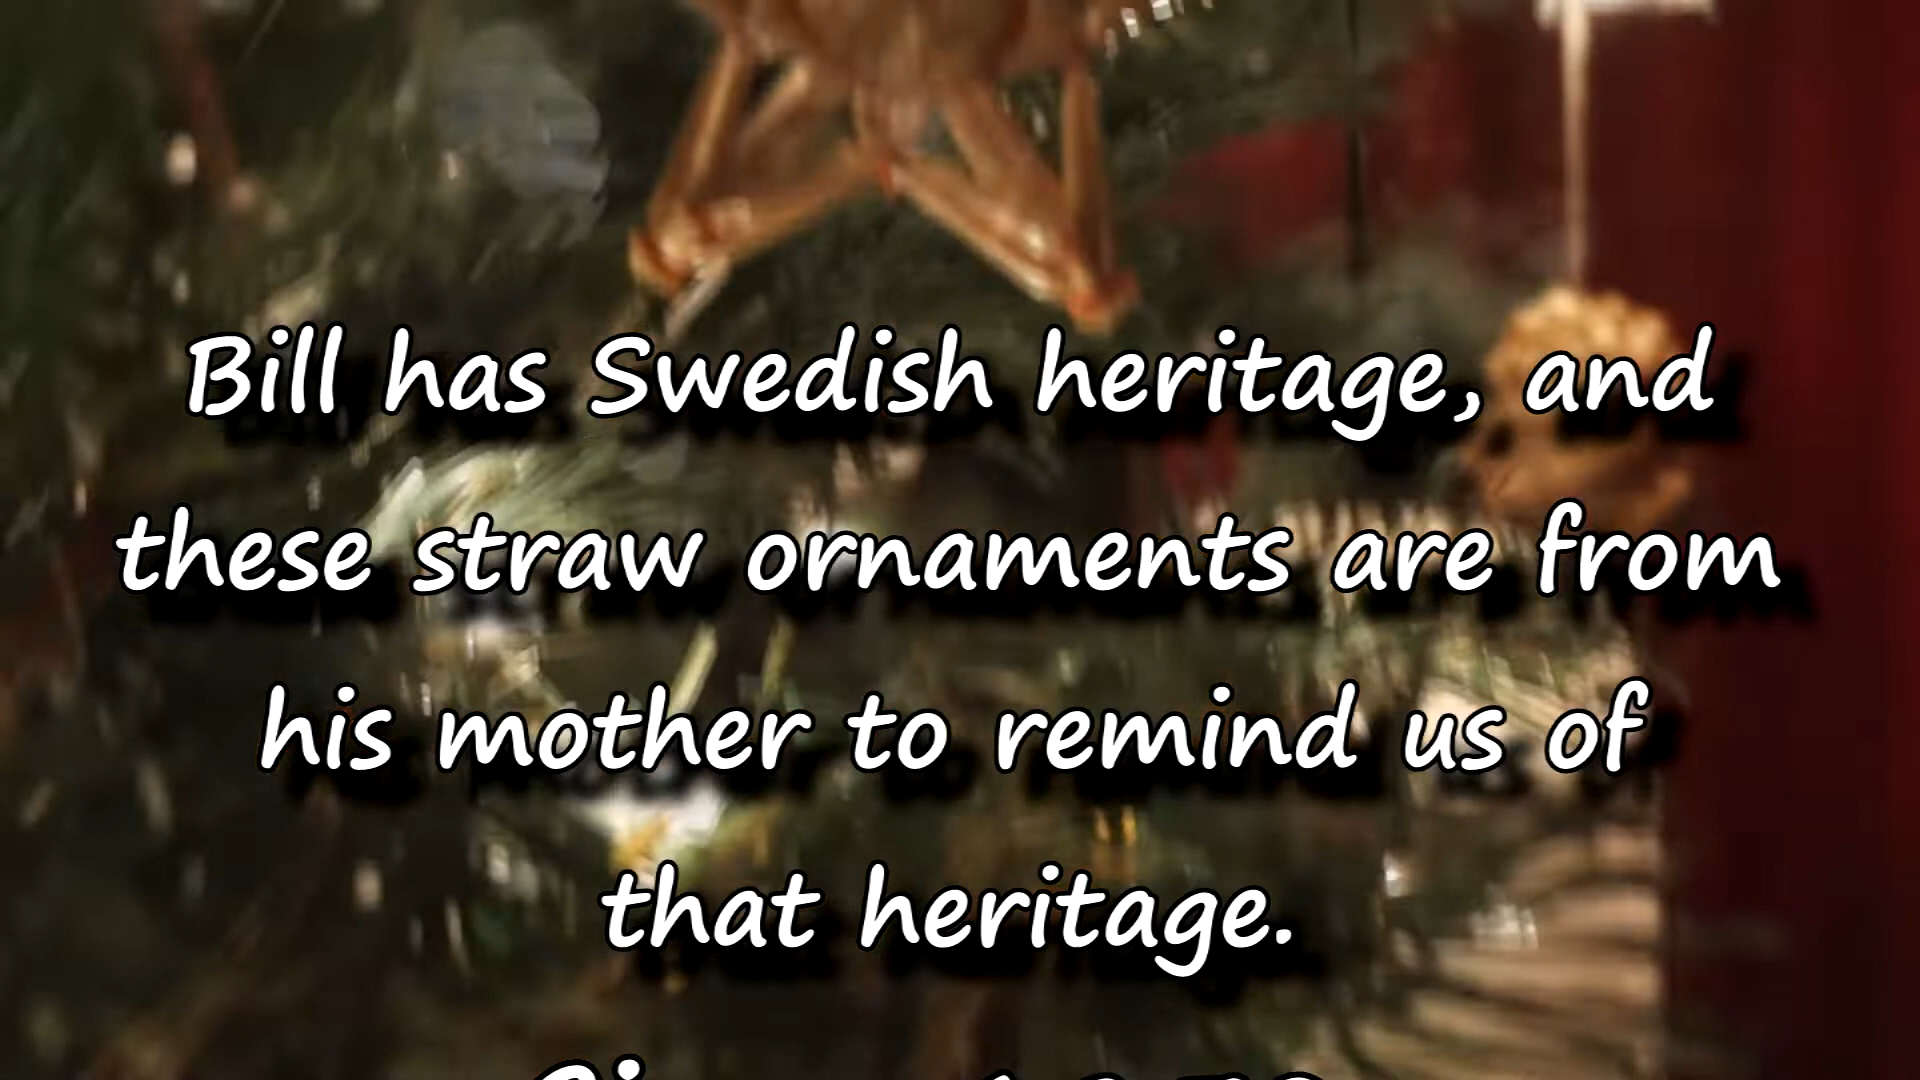 Bill has Swedish heritage, and
these straw ornaments are from
his mother to remind us of
that heritage.